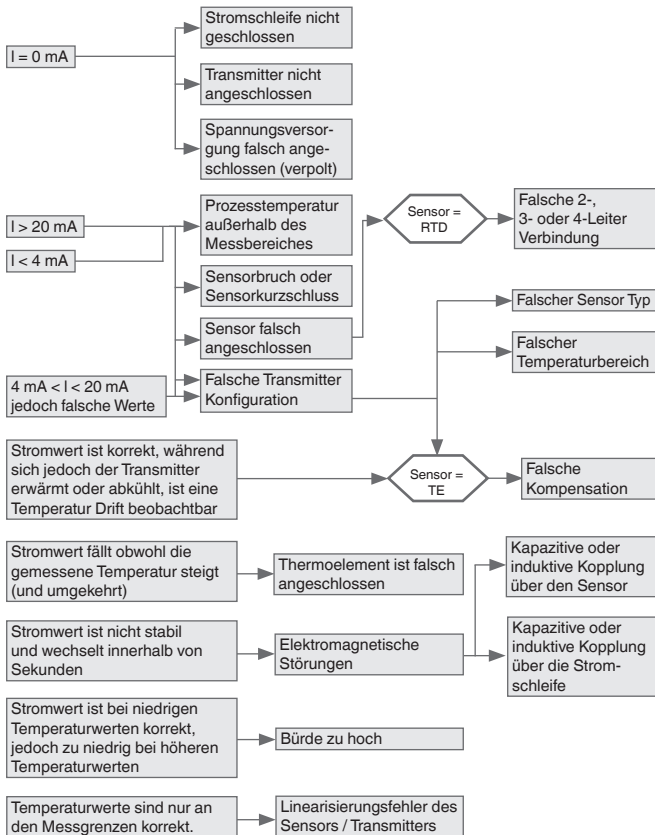 I = 0 mA
Stromschleife nicht
geschlossen
Transmitter nicht
angeschlossen
Spannungsversor-
gung falsch ange-
schlossen (verpolt)
I > 20 mA
I < 4 mA
Prozesstemperatur
außerhalb des
Messbereiches
Sensorbruch oder
Sensorkurzschluss
Sensor falsch
angeschlossen
Sensor =
RTD
Falsche 2-,
3- oder 4-Leiter
Verbindung
4 mA < I < 20 mA
jedoch falsche Werte
Falsche Transmitter
Konfiguration
Falscher Sensor Typ
Falscher
Temperaturbereich
Stromwert ist korrekt, während
sich jedoch der Transmitter
erwärmt oder abkühlt, ist eine
Temperatur Drift beobachtbar
Sensor =
TE
Falsche
Kompensation
Stromwert fällt obwohl die
gemessene Temperatur steigt
(und umgekehrt)
Thermoelement ist falsch
angeschlossen
Stromwert ist nicht stabil
und wechselt innerhalb von
Sekunden
Elektromagnetische
Störungen
Kapazitive oder
induktive Kopplung
über den Sensor
Kapazitive oder
induktive Kopplung
über die Strom-
schleife
Stromwert ist bei niedrigen
Temperaturwerten korrekt,
jedoch zu niedrig bei höheren
Temperaturwerten
Bürde zu hoch
Temperaturwerte sind nur an
den Messgrenzen korrekt.
Linearisierungsfehler des
Sensors / Transmitters